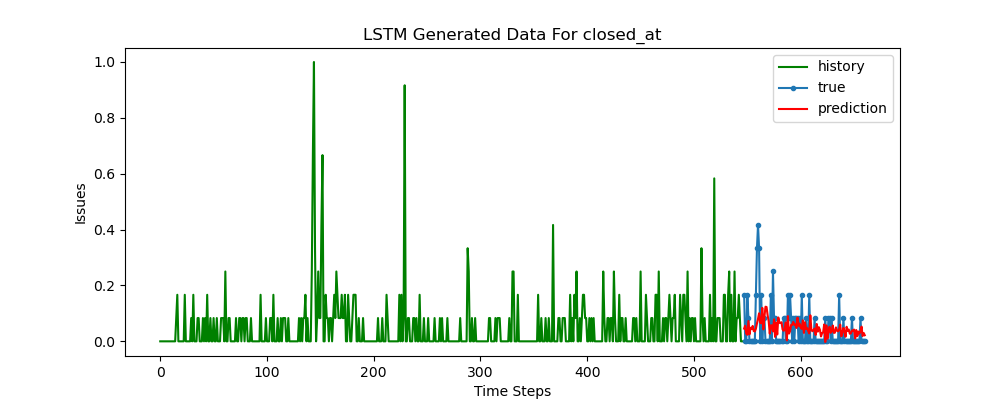 LSTM Generated Data For closed_at
1.0
0.8
0.6
0.4
0.2
0.0
Issues
history
true
prediction
0 100 200 300 400 500 600
Time Steps